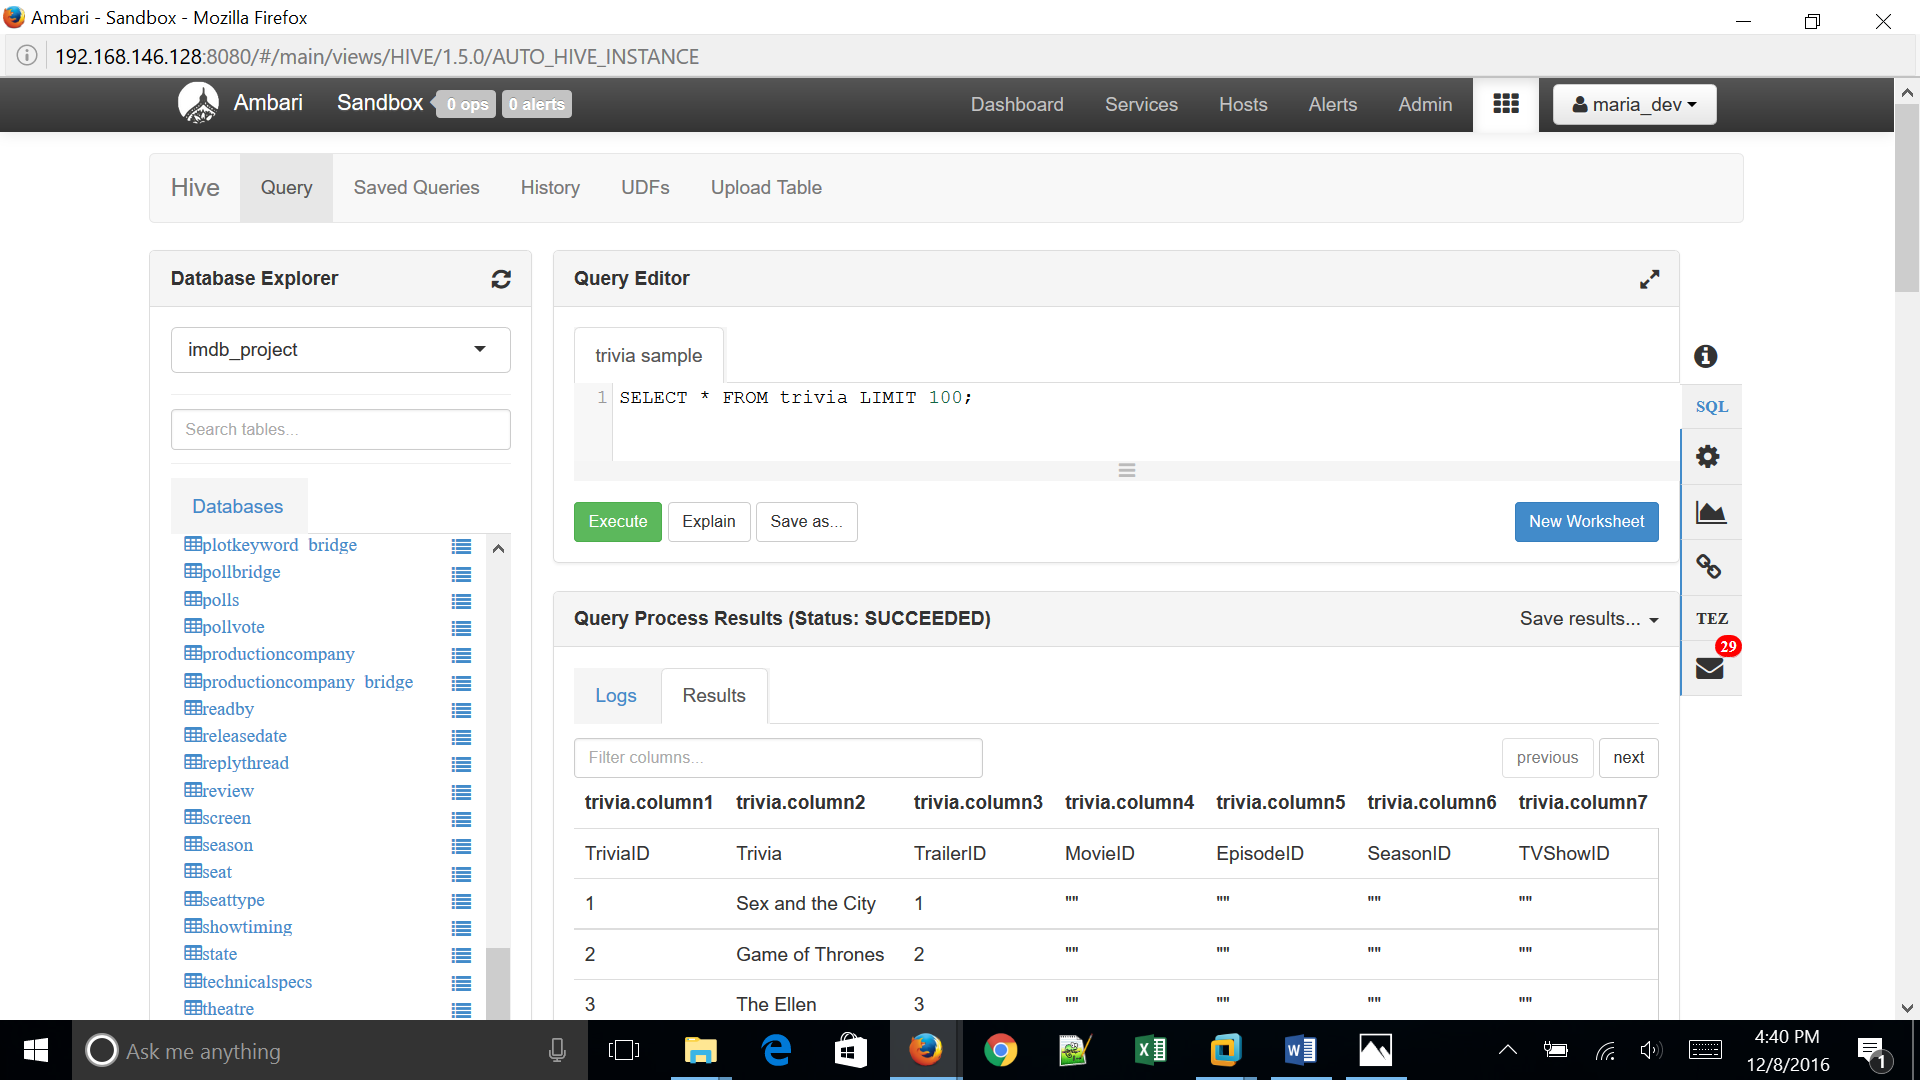 Ambari - Sandbox - Mozilla Firefox
192.168.146.128:8080/#/main/views/HIVE/1.5.0/AUTO_HIVE_INSTANCE
Ambari Sandbox 0 ops 0 alerts Dashboard Services Hosts Alerts Admin maria_dev
Hive Query Saved Queries History UDFs Upload Table
Database Explorer
imdb_project
Search tables...
Databases
plotkeyword_bridge
pollbridge
polls
pollvote
productioncompany
productioncompany_bridge
readby
releasedate
replythread
review
screen
season
seat
seattype
showtiming
state
technicalspecs
theatre
Query Editor
trivia sample
1 SELECT * FROM trivia LIMIT 100;
Execute Explain Save as... New Worksheet
Query Process Results (Status: SUCCEEDED) Save results...
Logs Results
Filter columns... previous next
trivia.column1 trivia.column2 trivia.column3 trivia.column4 trivia.column5 trivia.column6 trivia.column7
TriviaID Trivia TrailerID MovieID EpisodeID SeasonID TVShowID
1 Sex and the City 1 "" "" "" ""
2 Game of Thrones 2 "" "" "" ""
3 The Ellen 3 "" "" "" ""
SQL
TEZ
29
Ask me anything
4:40 PM
12/8/2016
1